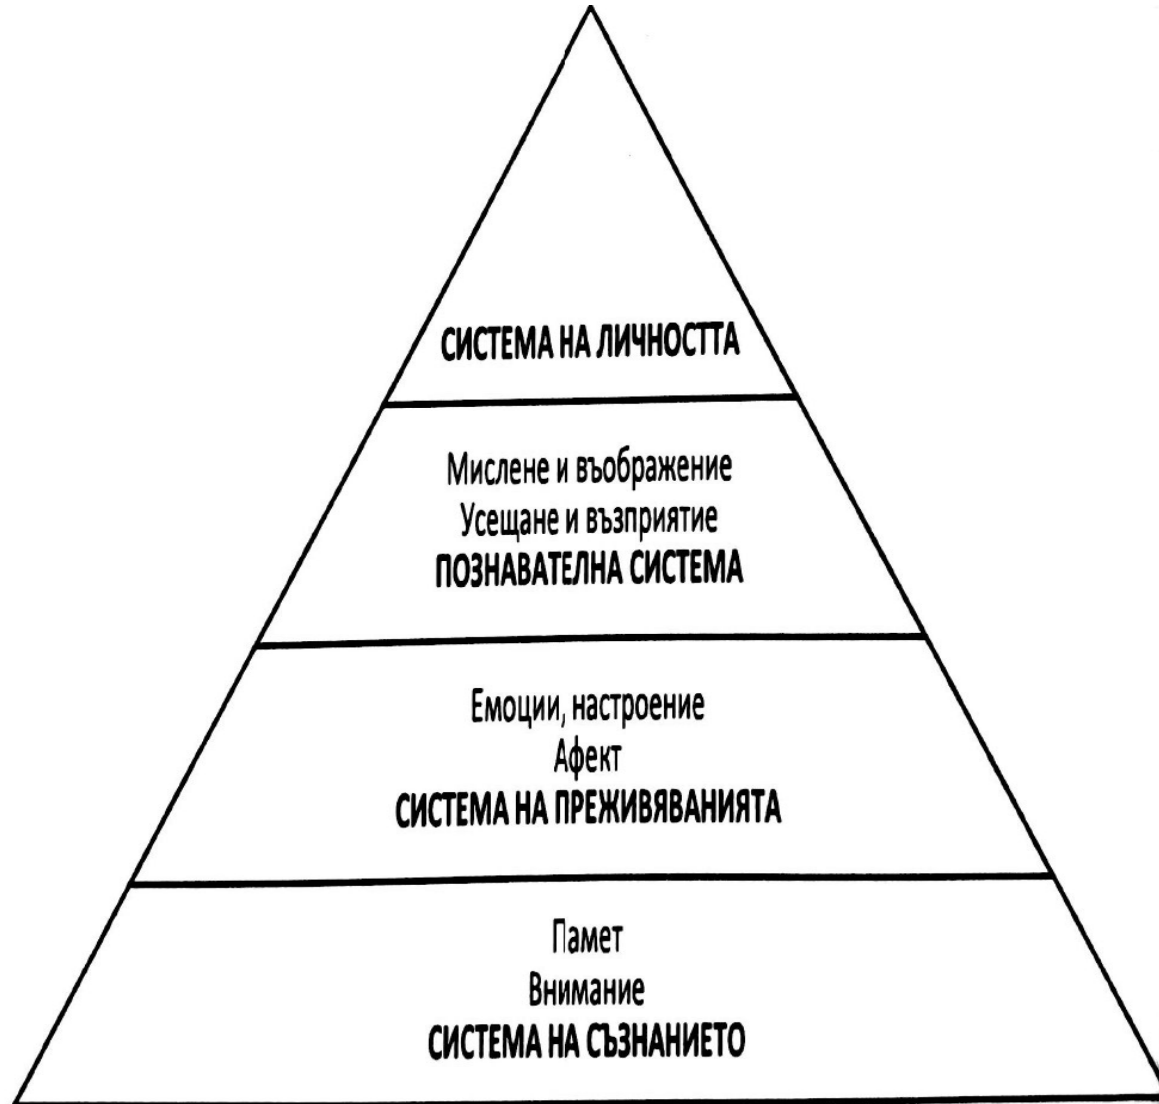 СИСТЕМА НА ЛИЧНОСТТА
Мислене и въображение
Усещане и възприятие
ПОЗНАВАТЕЛНА СИСТЕМА
Емоции, настроение
Афект
СИСТЕМА НА ПРЕЖИВЯВАНИЯТА
Памет
Внимание
СИСТЕМА НА СЪЗНАНИЕТО